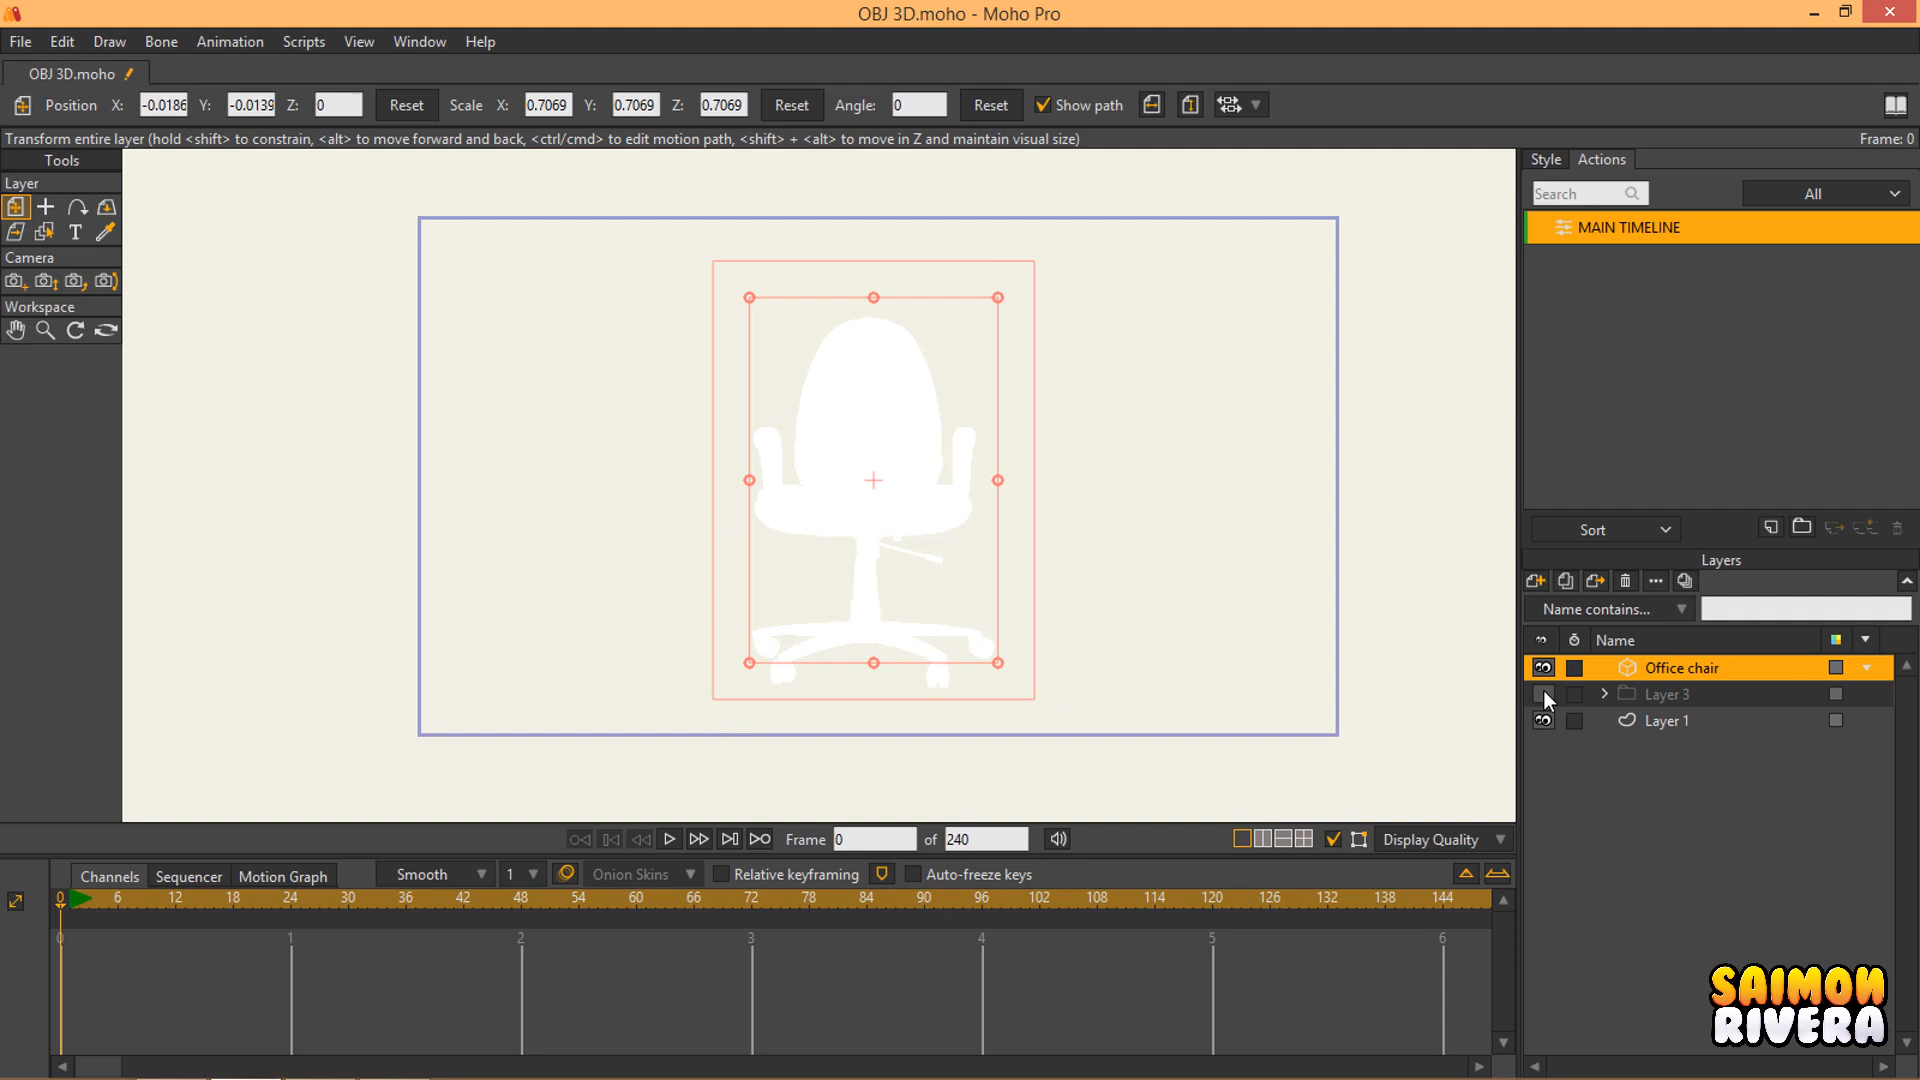 OBJ 3D.moho - Moho Pro
File Edit Draw Bone Animation Scripts View Window Help
OBJ 3D.moho
Position X: -0.0186 Y: -0.0139 Z: 0 Reset Scale X: 0.7069 Y: 0.7069 Z: 0.7069 Reset Angle: 0 Reset Show path
Transform entire layer (hold <shift> to constrain, <alt> to move forward and back, <ctrl/cmd> to edit motion path, <shift> + <alt> to move in Z and maintain visual size) Frame: 0
Tools
Style Actions
Layer
Search All
MAIN TIMELINE
T
Camera
Workspace
Sort
Layers
Name contains...
Name
Office chair
Layer 3
Layer 1
Frame 0 of 240 Display Quality
Channels Sequencer Motion Graph Smooth 1 Onion Skins Relative keyframing Auto-freeze keys
0 6 12 18 24 30 36 42 48 54 60 66 72 78 84 90 96 102 108 114 120 126 132 138 144
0 1 2 3 4 5 6
SAIMON
RIVERA